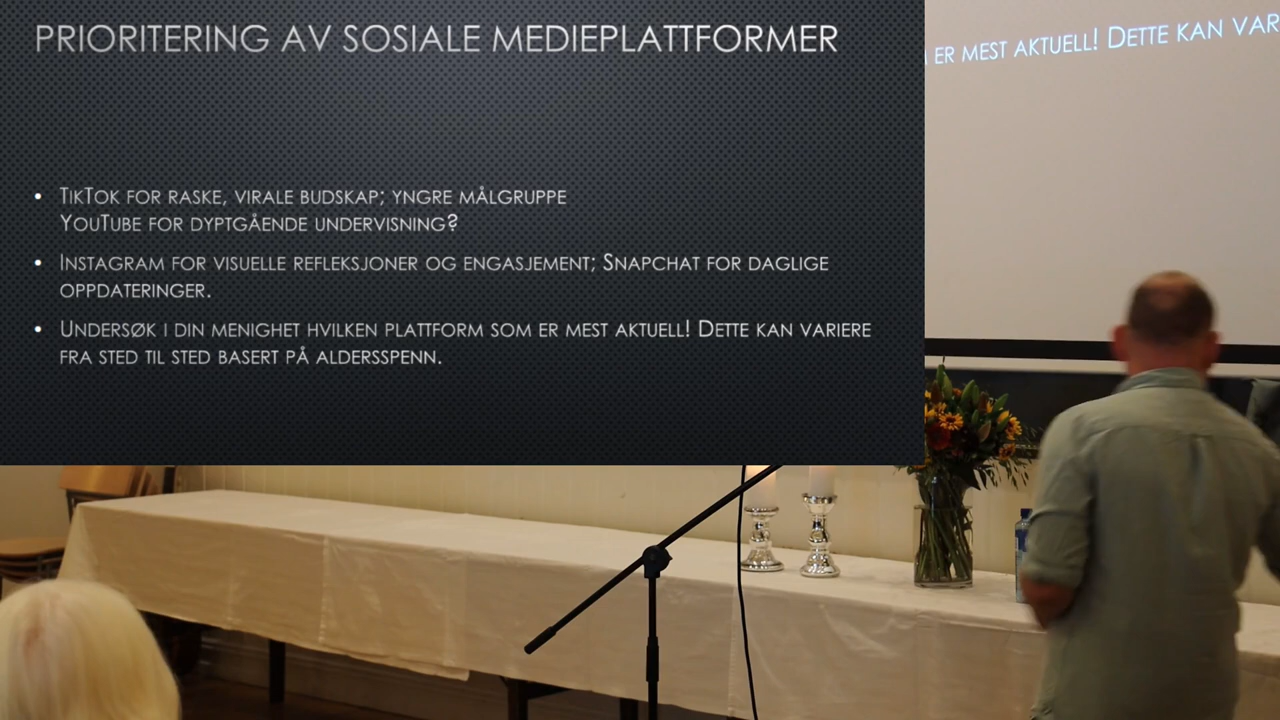 PRIORITERING AV SOSIALE MEDIEPLATTFORMER
ER MEST AKTUELL! DETTE KAN VAR
• TIKTOK FOR RASKE, VIRALE BUDSKAP; YNGRE MÅLGRUPPE
YOUTUBE FOR DYPTGÅENDE UNDERVISNING?
• INSTAGRAM FOR VISUELLE REFLEKSJONER OG ENGASJEMENT; SNAPCHAT FOR DAGLIGE
OPPDATERINGER.
• UNDERSØK I DIN MENIGHET HVILKEN PLATTFORM SOM ER MEST AKTUELL! DETTE KAN VARIERE
FRA STED TIL STED BASERT PÅ ALDERSSPENN.